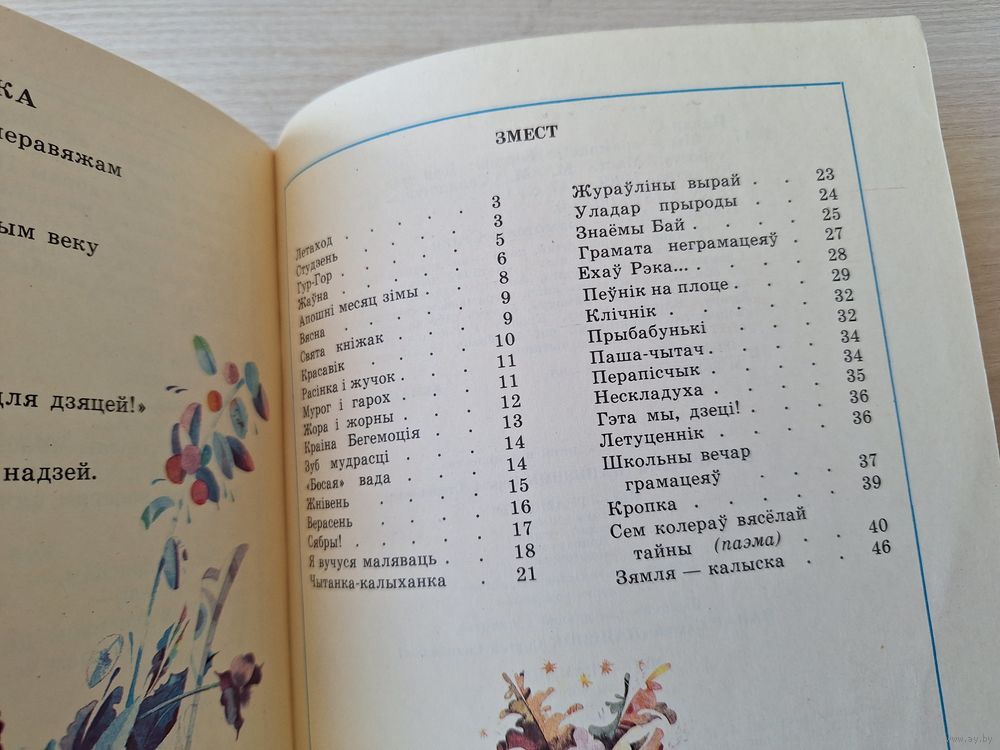 КА
перавяжам
ым веку
для дзяцей!»
надзей.
ЗМЕСТ
Летаход . . . . 3
Студзень . . . . 3
Гур-Гор . . . . 5
Жаўна . . . . 6
Апошні месяц зімы . . 8
Вясна . . . . 9
Свята кніжак . . . 9
Красавік . . . . 10
Расінка і жучок . . . 11
Мурог і гарох . . . 11
Жора і жорны . . . 12
Краіна Бегемоція . . 13
Зуб мудрасці . . . 14
«Босая» вада . . . 14
Жнівень . . . . 15
Верасень . . . . 16
Сябры! . . . . 17
Я вучуся маляваць . . 18
Чытанка-калыханка . 21
Жураўліны вырай . . 23
Уладар прыроды . . 24
Знаёмы Бай . . . . 25
Грамата неграмацеяў . 27
Ехаў Рэка... . . . . 28
Пеўнік на плоце . . . 29
Клічнік . . . . 32
Прыбабунькі . . . 32
Паша-чытач . . . . 34
Перапісчык . . . . 34
Нескладуха . . . . 35
Гэта мы, дзеці! . . . 36
Летуценнік . . . . 36
Школьны вечар
грамацеяў . . . 37
Кропка . . . . . 39
Сем колераў вясёлай
тайны (паэма) . . 40
Зямля — калыска . . 46
www.ay.by